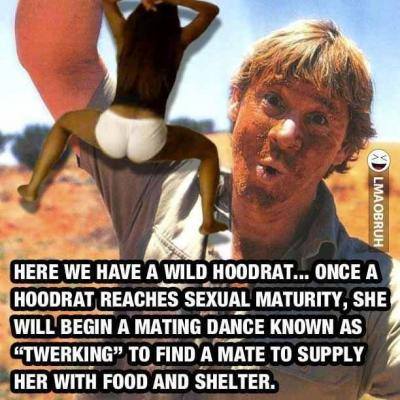 HERE WE HAVE A WILD HOODRAT... ONCE A
HOODRAT REACHES SEXUAL MATURITY, SHE
WILL BEGIN A MATING DANCE KNOWN AS
“TWERKING” TO FIND A MATE TO SUPPLY
HER WITH FOOD AND SHELTER.
LMAOBRUH